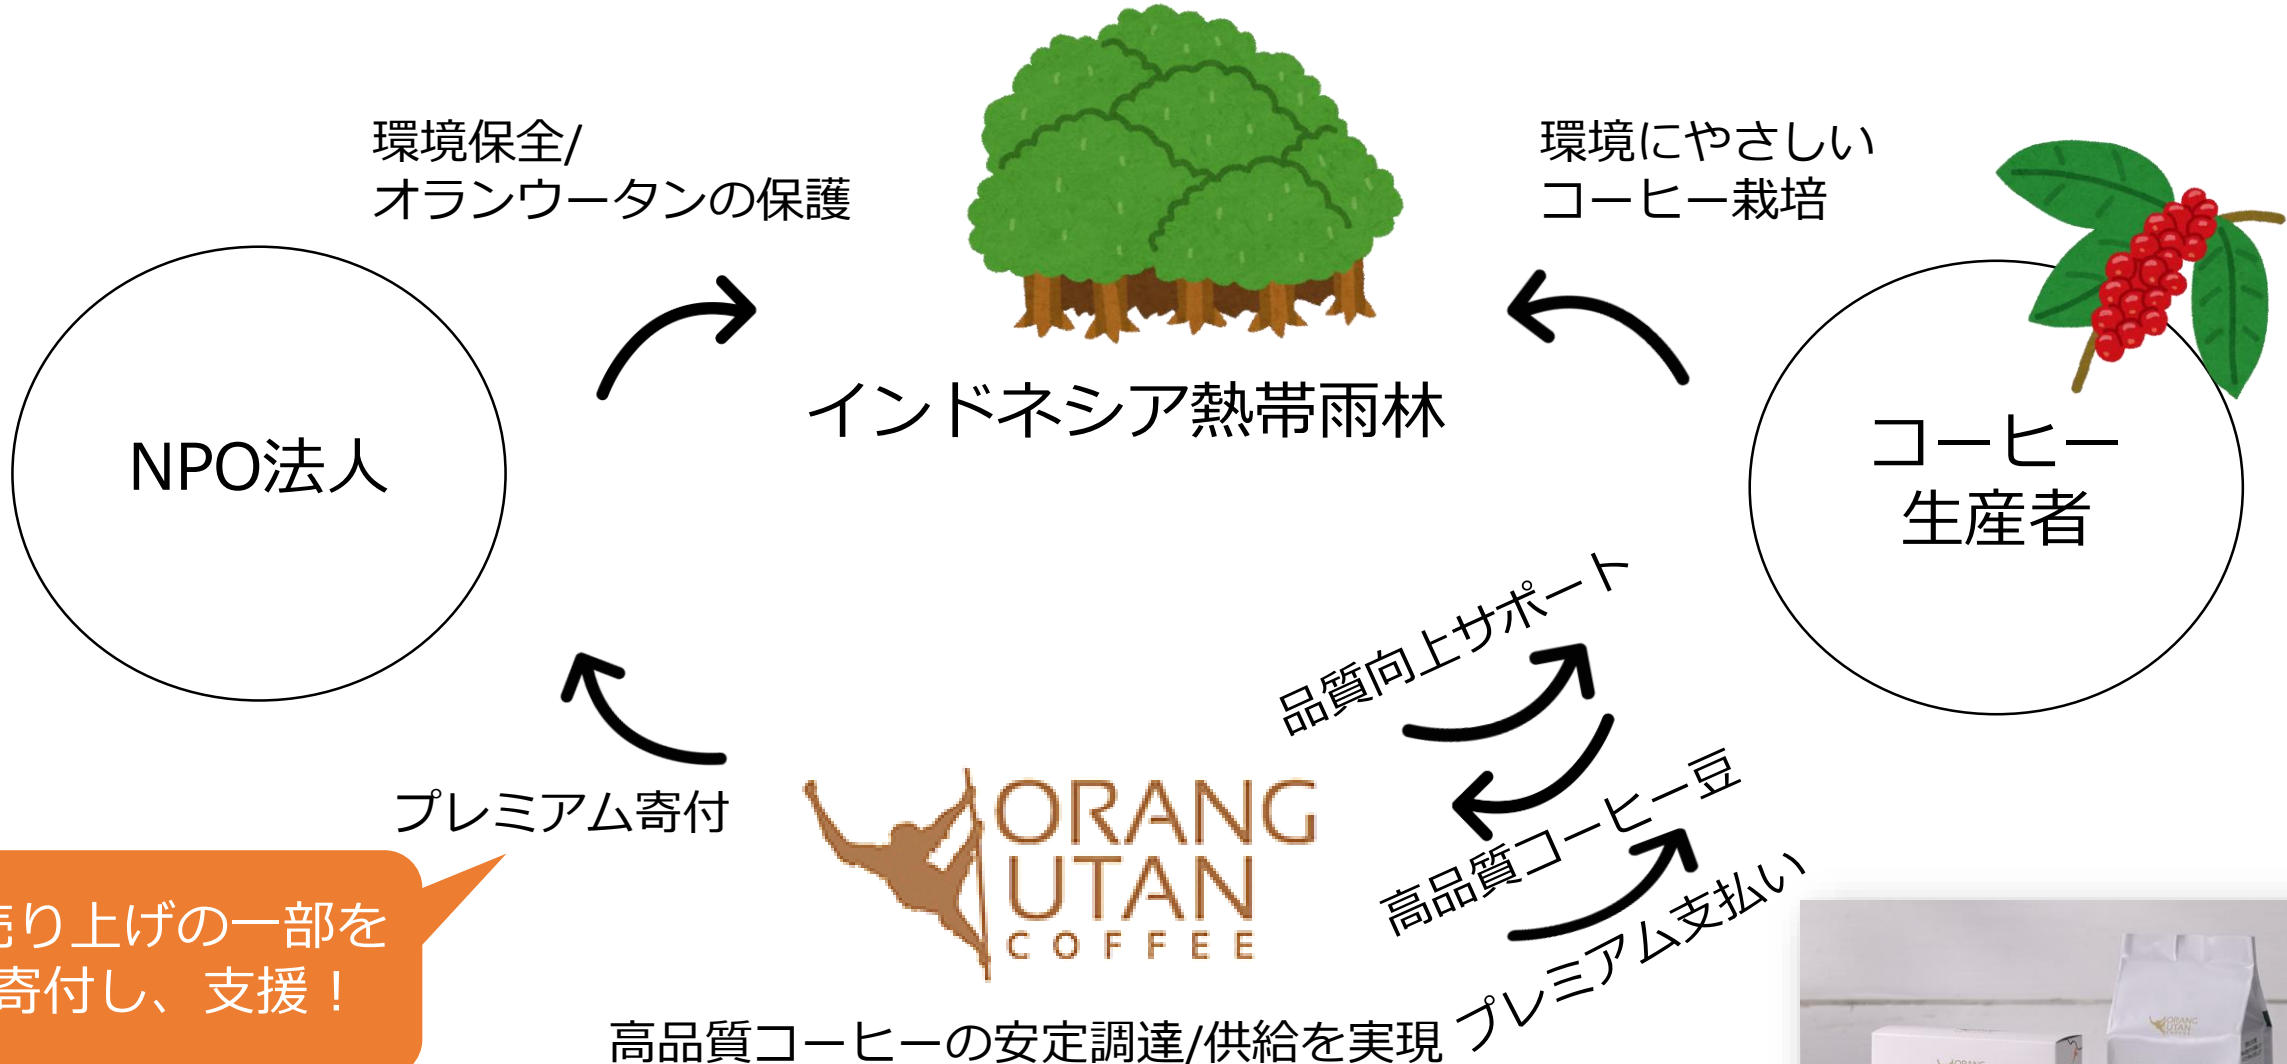 環境保全/
オランウータンの保護
環境にやさしい
コーヒー栽培
インドネシア熱帯雨林
NPO法人
コーヒー
生産者
品質向上サポート
高品質コーヒー豆
プレミアム支払い
プレミアム寄付
ORANG
UTAN
COFFEE
売り上げの一部を
寄付し、支援！
高品質コーヒーの安定調達/供給を実現
ORANG
UTAN
COFFEE
ORANG